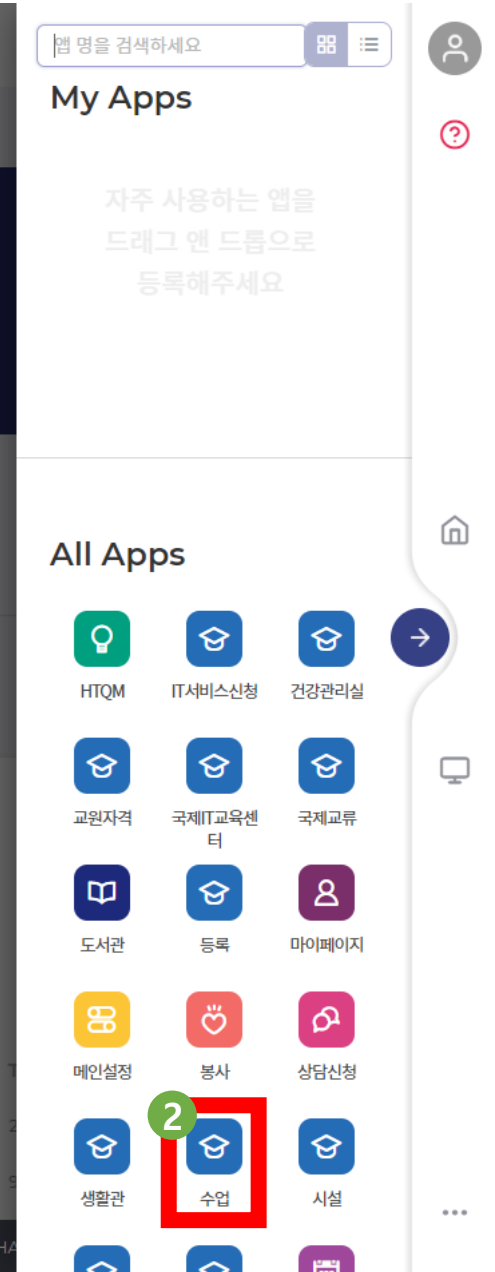 앱 명을 검색하세요
My Apps
자주 사용하는 앱을
드래그 앤 드롭으로
등록해주세요
All Apps
HTQM
IT서비스신청
건강관리실
교원자격
국제IT교육센
터
국제교류
도서관
등록
마이페이지
메인설정
봉사
상담신청
2
생활관
수업
시설